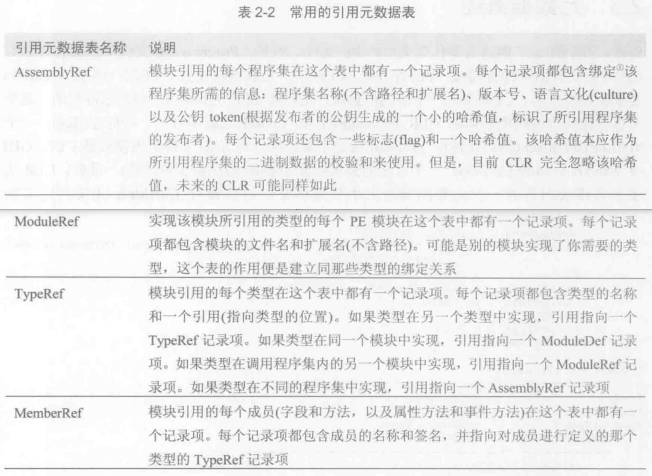 表 2-2 常用的引用元数据表
引用元数据表名称 说明
AssemblyRef 模块引用的每个程序集在这个表中都有一个记录项。每个记录项都包含绑定①该
程序集所需的信息：程序集名称(不含路径和扩展名)、版本号、语言文化(culture)
以及公钥 token(根据发布者的公钥生成的一个小的哈希值，标识了所引用程序集
的发布者)。每个记录项还包含一些标志(flag)和一个哈希值。该哈希值本应作为
所引用程序集的二进制数据的校验和来使用。但是，目前 CLR 完全忽略该哈希
值，未来的 CLR 可能同样如此
ModuleRef 实现该模块所引用的类型的每个 PE 模块在这个表中都有一个记录项。每个记录
项都包含模块的文件名和扩展名(不含路径)。可能是别的模块实现了你需要的类
型，这个表的作用便是建立同那些类型的绑定关系
TypeRef 模块引用的每个类型在这个表中都有一个记录项。每个记录项都包含类型的名称
和一个引用(指向类型的位置)。如果类型在另一个类型中实现，引用指向一个
TypeRef 记录项。如果类型在同一个模块中实现，引用指向一个 ModuleDef 记录
项。如果类型在调用程序集内的另一个模块中实现，引用指向一个 ModuleRef 记
录项。如果类型在不同的程序集中实现，引用指向一个 AssemblyRef 记录项
MemberRef 模块引用的每个成员(字段和方法，以及属性方法和事件方法)在这个表中都有一
个记录项。每个记录项都包含成员的名称和签名，并指向对成员进行定义的那个
类型的 TypeRef 记录项